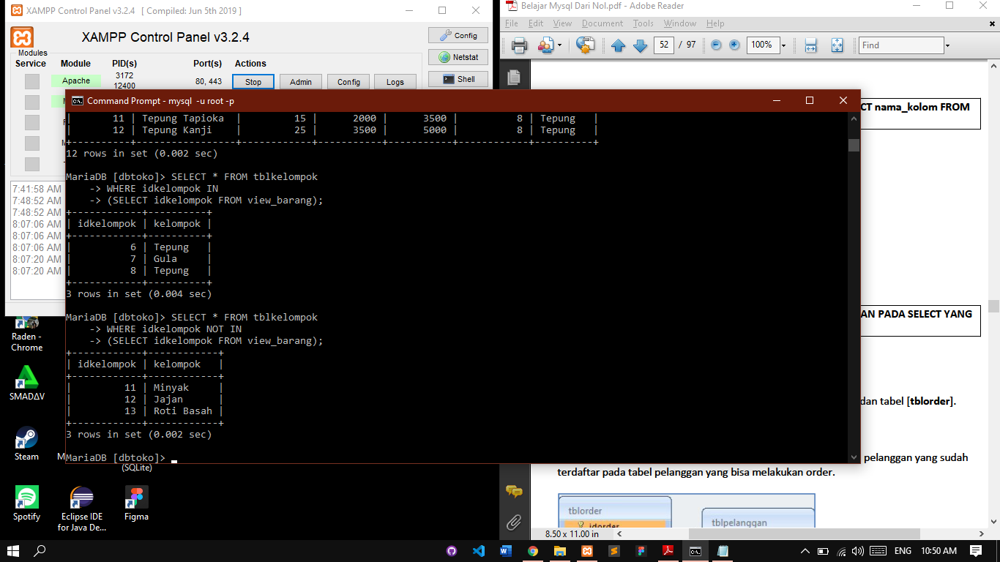 XAMPP Control Panel v3.2.4 [ Compiled: Jun 5th 2019 ]
XAMPP Control Panel v3.2.4
Modules
Service Module PID(s) Port(s) Actions
Apache 3172 80, 443 Stop Admin Config Logs
12400
Config
Netstat
Shell
7:41:58 AM
7:48:52 AM
7:48:52 AM
8:07:06 AM
8:07:06 AM
8:07:06 AM
8:07:20 AM
8:07:20 AM
Belajar Mysql Dari Nol.pdf - Adobe Reader
File Edit View Document Tools Window Help
52 / 97 100% Find
CT nama_kolom FROM
AN PADA SELECT YANG
dan tabel [tblorder].
pelanggan yang sudah
terdaftar pada tabel pelanggan yang bisa melakukan order.
tblorder
idorder
tblpelanggan
8.50 x 11.00 in
Command Prompt - mysql -u root -p
| 11 | Tepung Tapioka | 15 | 2000 | 3500 | 8 | Tepung |
| 12 | Tepung Kanji | 25 | 3500 | 5000 | 8 | Tepung |
+------------+----------------+------------+----------+-----------+------------+----------+
12 rows in set (0.002 sec)
MariaDB [dbtoko]> SELECT * FROM tblkelompok
-> WHERE idkelompok IN
-> (SELECT idkelompok FROM view_barang);
+------------+----------+
| idkelompok | kelompok |
+------------+----------+
| 6 | Tepung |
| 7 | Gula |
| 8 | Tepung |
+------------+----------+
3 rows in set (0.004 sec)
MariaDB [dbtoko]> SELECT * FROM tblkelompok
-> WHERE idkelompok NOT IN
-> (SELECT idkelompok FROM view_barang);
+------------+------------+
| idkelompok | kelompok |
+------------+------------+
| 11 | Minyak |
| 12 | Jajan |
| 13 | Roti Basah |
+------------+------------+
3 rows in set (0.002 sec)
MariaDB [dbtoko]>
Raden -
Chrome
SMADΔV
Steam
(SQLite)
Spotify
Eclipse IDE
for Java De...
Figma
ENG 10:50 AM